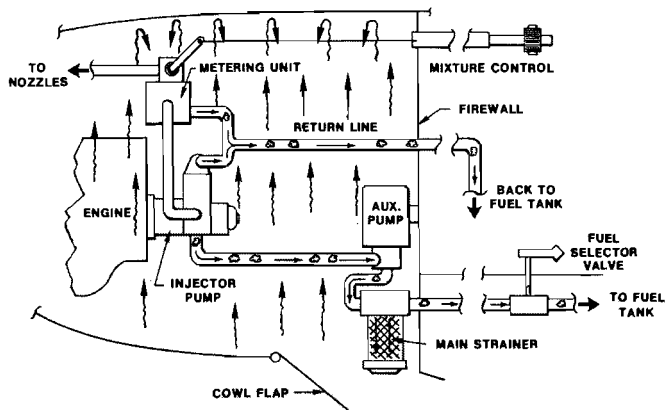 TO
NOZZLES
METERING UNIT
MIXTURE CONTROL
FIREWALL
RETURN LINE
ENGINE
AUX.
PUMP
BACK TO
FUEL TANK
FUEL
SELECTOR
VALVE
INJECTOR
PUMP
TO FUEL
TANK
MAIN STRAINER
COWL FLAP